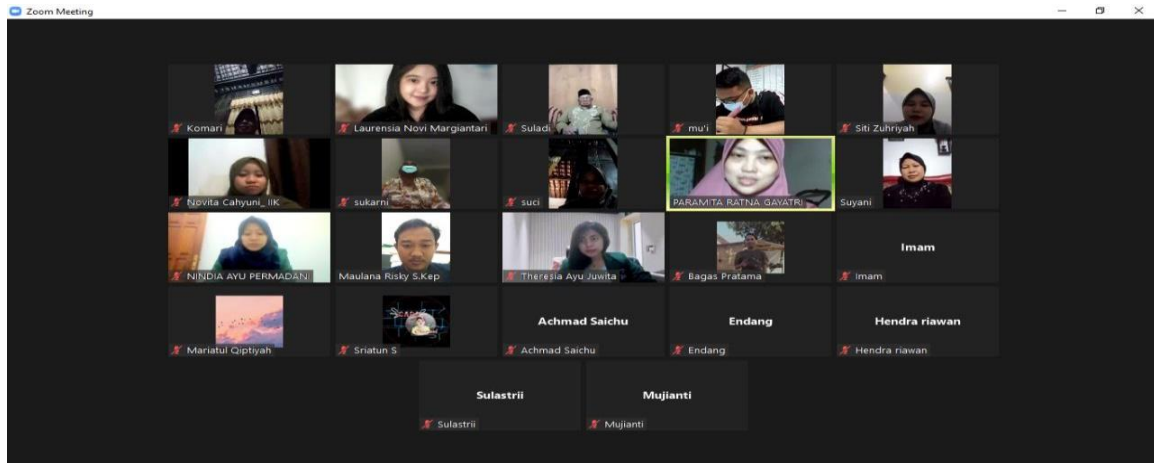 Zoom Meeting
Komari
Laurensia Novi Margiantari
Suladi
mu'i
Siti Zuhriyah
Novita Cahyuni_ IIK
sukarni
suci
PARAMITA RATNA GAYATRI
Suyani
NINDIA AYU PERMADANI
Maulana Risky S.Kep
Theresia Ayu Juwita
Bagas Pratama
Imam
Imam
Mariatul Qiptiyah
Sriatun S
Achmad Saichu
Achmad Saichu
Endang
Endang
Hendra riawan
Hendra riawan
Sulastrii
Sulastrii
Mujianti
Mujianti